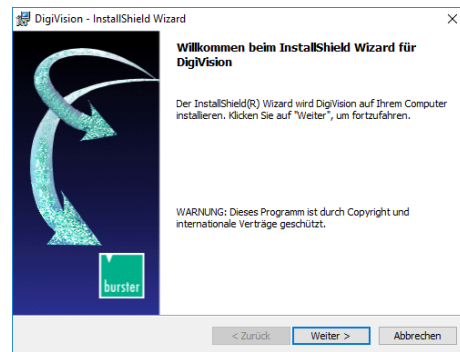 DigiVision - InstallShield Wizard
Willkommen beim InstallShield Wizard für
DigiVision
Der InstallShield(R) Wizard wird DigiVision auf Ihrem Computer
installieren. Klicken Sie auf "Weiter", um fortzufahren.
WARNUNG: Dieses Programm ist durch Copyright und
internationale Verträge geschützt.
burster
< Zurück
Weiter >
Abbrechen